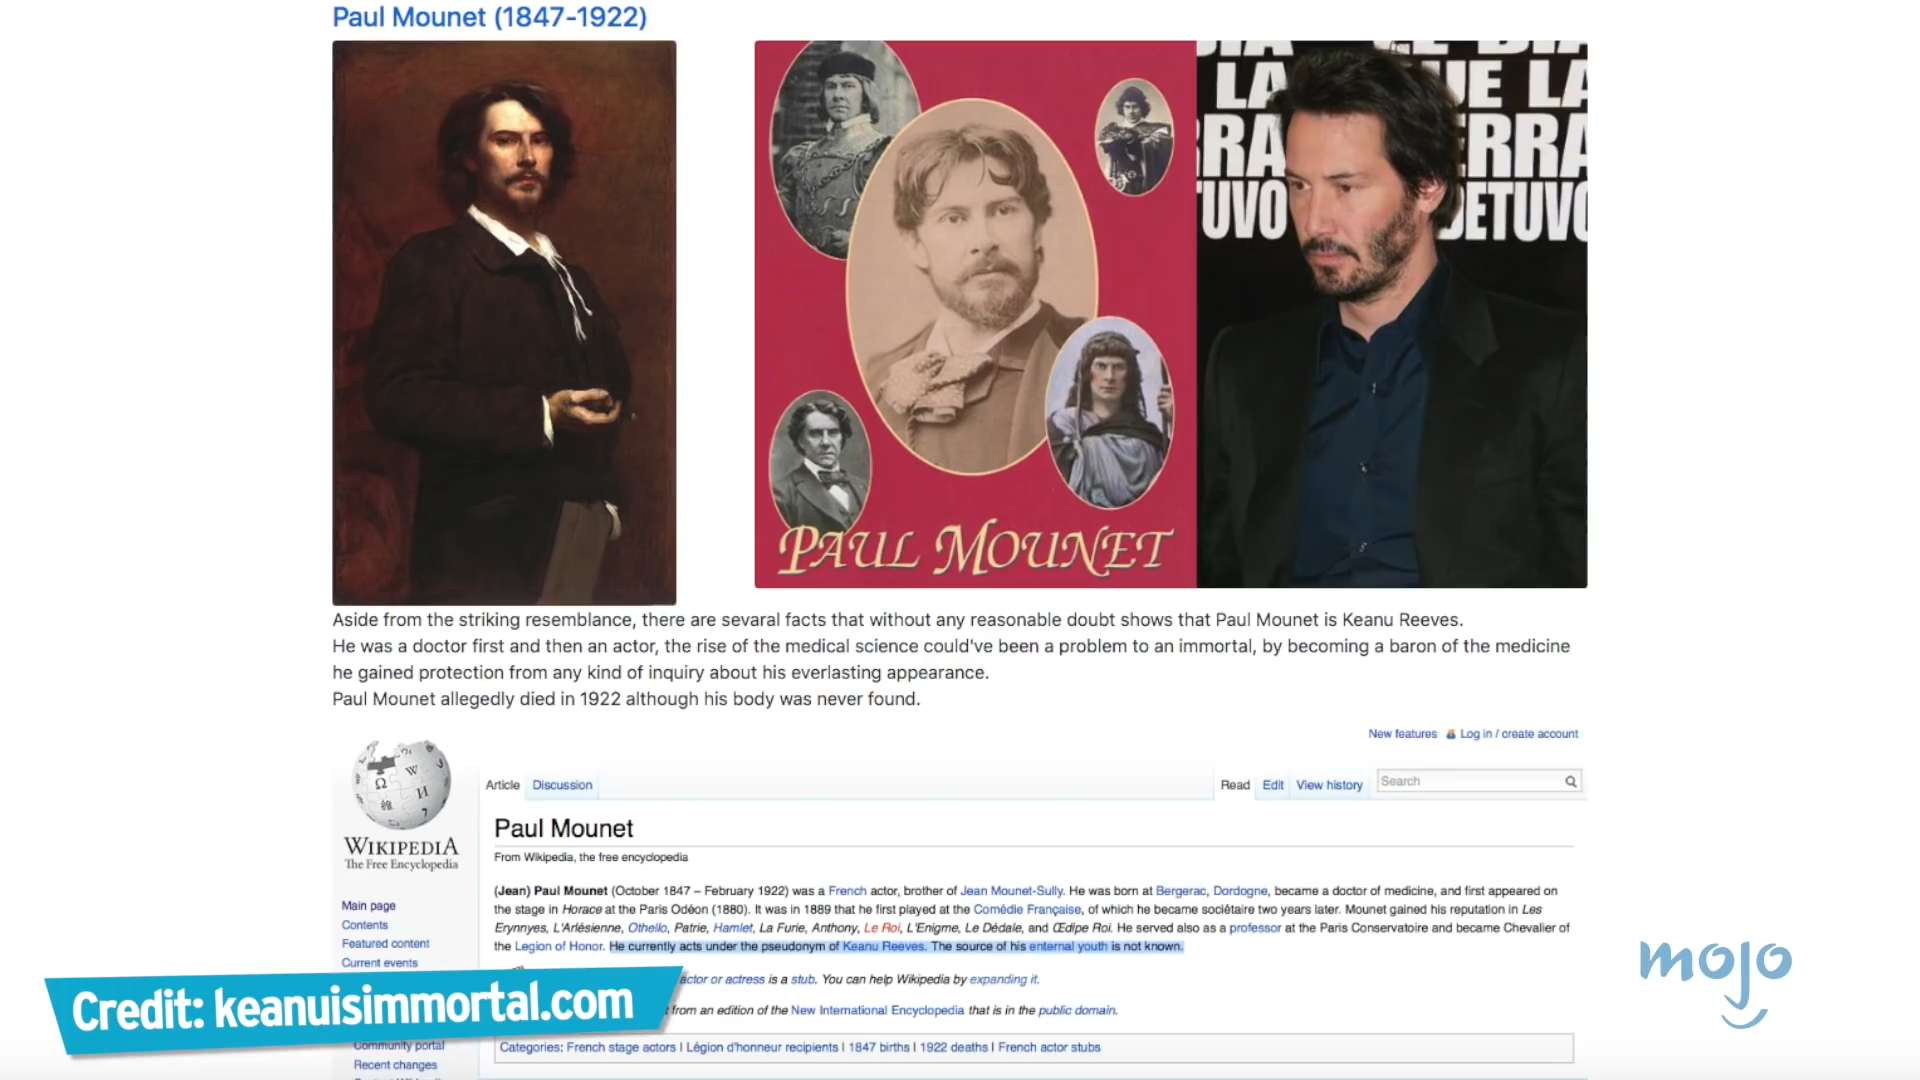 Paul Mounet (1847-1922)
LA
UE LA
RRA
ERRA
TUVO
DETUVO
PAUL MOUNET
Aside from the striking resemblance, there are sevaral facts that without any reasonable doubt shows that Paul Mounet is Keanu Reeves.
He was a doctor first and then an actor, the rise of the medical science could've been a problem to an immortal, by becoming a baron of the medicine
he gained protection from any kind of inquiry about his everlasting appearance.
Paul Mounet allegedly died in 1922 although his body was never found.
New features Log in / create account
Article Discussion Read Edit View history Search
WIKIPEDIA
The Free Encyclopedia
Paul Mounet
From Wikipedia, the free encyclopedia
(Jean) Paul Mounet (October 1847 – February 1922) was a French actor, brother of Jean Mounet-Sully. He was born at Bergerac, Dordogne, became a doctor of medicine, and first appeared on
the stage in Horace at the Paris Odéon (1880). It was in 1889 that he first played at the Comédie Française, of which he became sociétaire two years later. Mounet gained his reputation in Les
Erynnyes, L'Arlésienne, Othello, Patrie, Hamlet, La Furie, Anthony, Le Roi, L'Enigme, Le Dédale, and Œdipe Roi. He served also as a professor at the Paris Conservatoire and became Chevalier of
the Legion of Honor. He currently acts under the pseudonym of Keanu Reeves. The source of his enternal youth is not known.
Main page
Contents
Featured content
Current events
actor or actress is a stub. You can help Wikipedia by expanding it.
from an edition of the New International Encyclopedia that is in the public domain.
Categories: French stage actors | Légion d'honneur recipients | 1847 births | 1922 deaths | French actor stubs
Community portal
Recent changes
Credit: keanuisimmortal.com
mojo